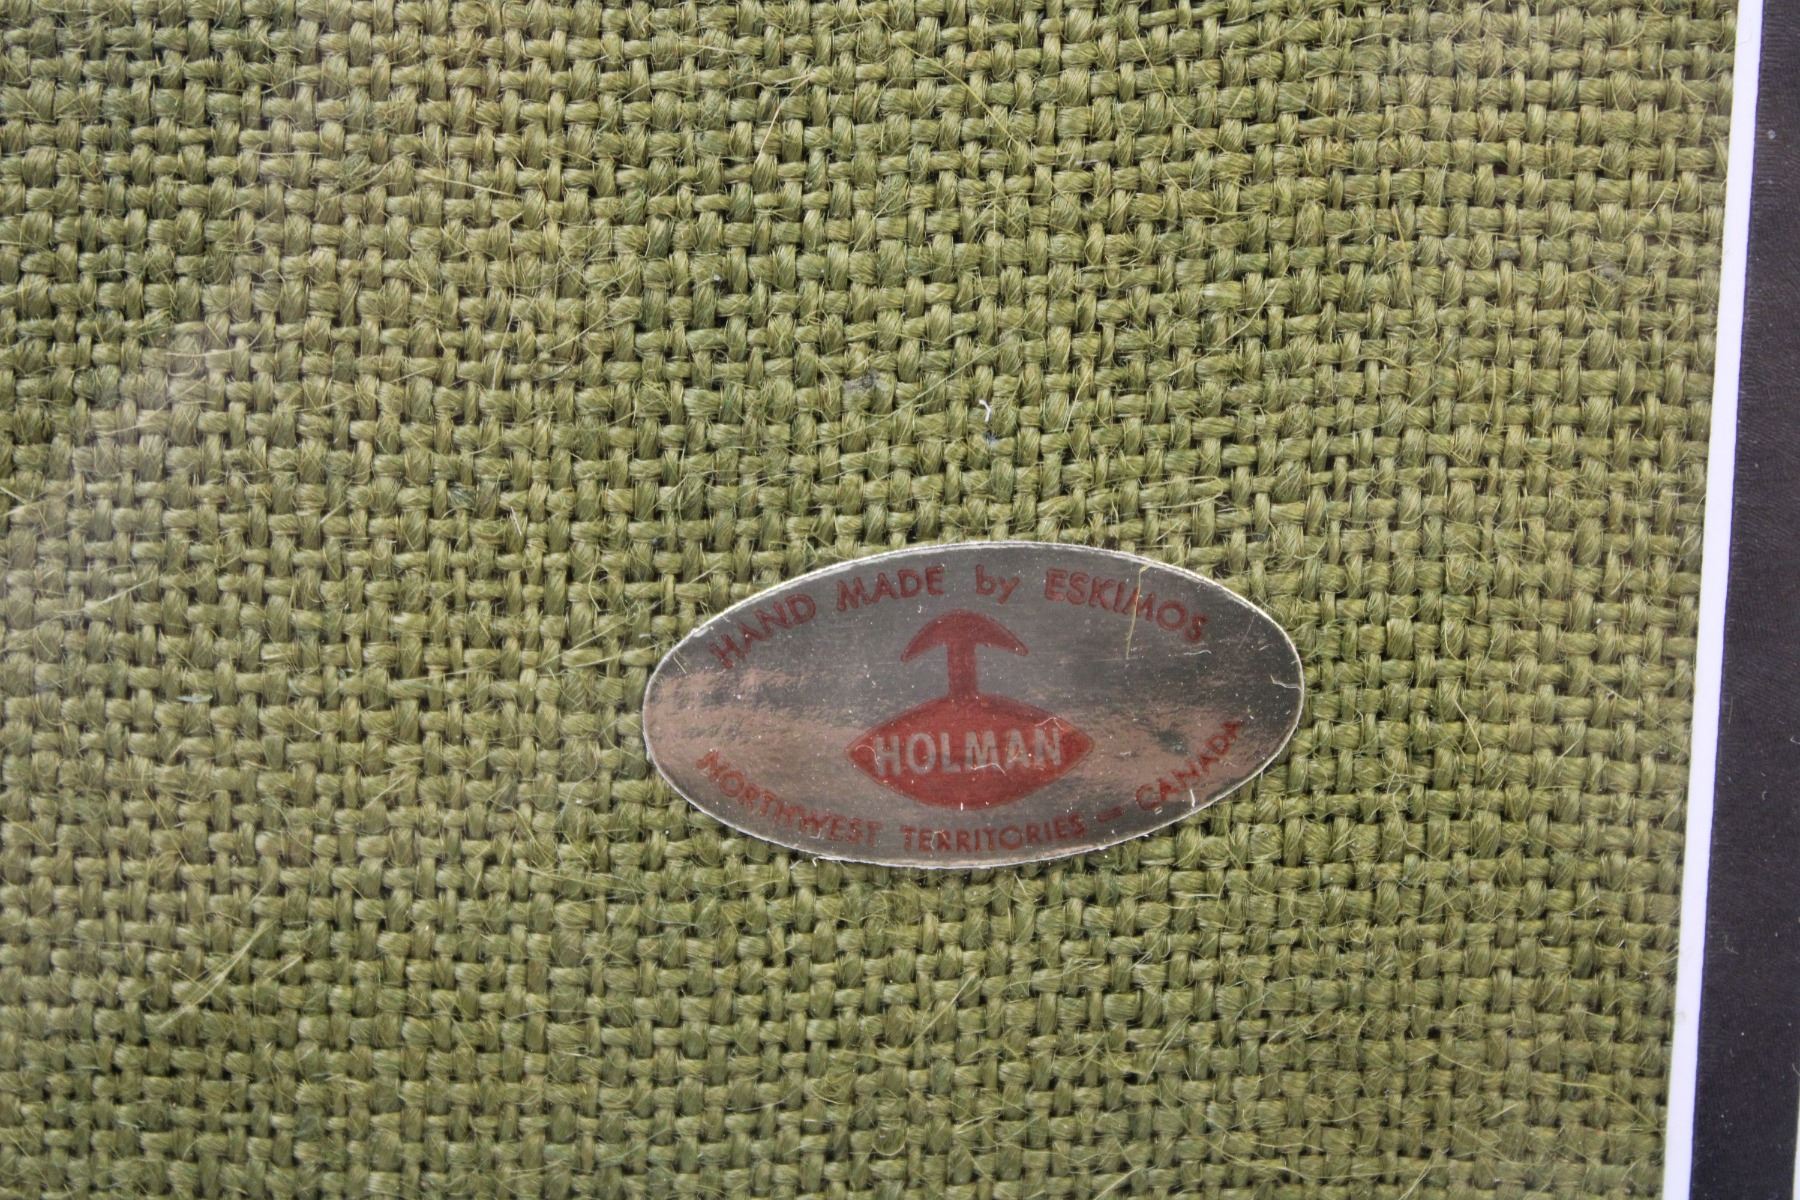 HAND MADE by ESKIMOS
HOLMAN
NORTHWEST TERRITORIES — CANADA